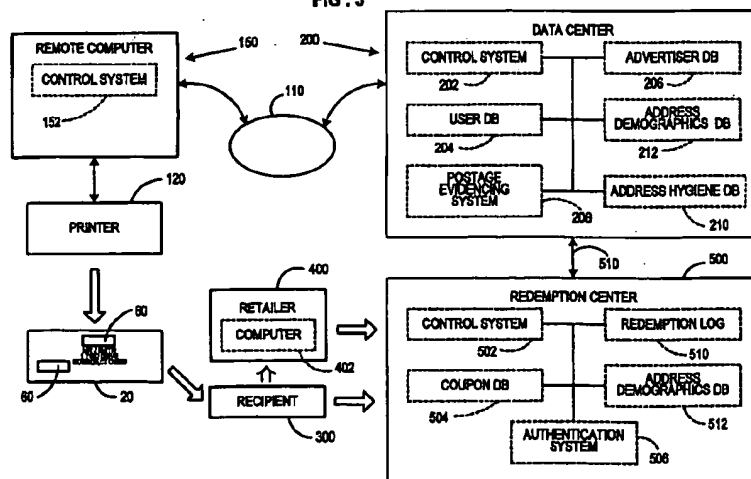 FIG. 3
REMOTE COMPUTER
CONTROL SYSTEM
152
150
200
110
DATA CENTER
CONTROL SYSTEM
202
ADVERTISER DB
206
USER DB
204
ADDRESS
DEMOGRAPHICS DB
212
POSTAGE
EVIDENCING
SYSTEM
208
ADDRESS HYGIENE DB
210
120
PRINTER
60
60
20
400
RETAILER
COMPUTER
402
RECIPIENT
300
510
500
REDEMPTION CENTER
CONTROL SYSTEM
502
REDEMPTION LOG
510
COUPON DB
504
ADDRESS
DEMOGRAPHICS DB
512
AUTHENTICATION
SYSTEM
506